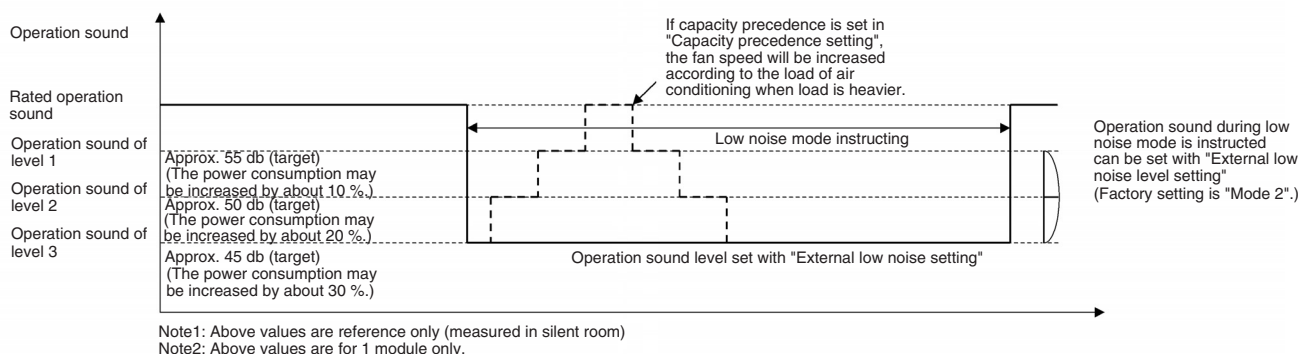 Operation sound
If capacity precedence is set in
"Capacity precedence setting",
the fan speed will be increased
according to the load of air
conditioning when load is heavier.
Rated operation
sound
Low noise mode instructing
Operation sound during low
noise mode is instructed
can be set with "External low
noise level setting"
(Factory setting is "Mode 2".)
Operation sound of
level 1
Approx. 55 db (target)
(The power consumption may
be increased by about 10 %.)
Operation sound of
level 2
Approx. 50 db (target)
(The power consumption may
be increased by about 20 %.)
Operation sound of
level 3
Approx. 45 db (target)
(The power consumption may
be increased by about 30 %.)
Operation sound level set with "External low noise setting"
Note1: Above values are reference only (measured in silent room)
Note2: Above values are for 1 module only.